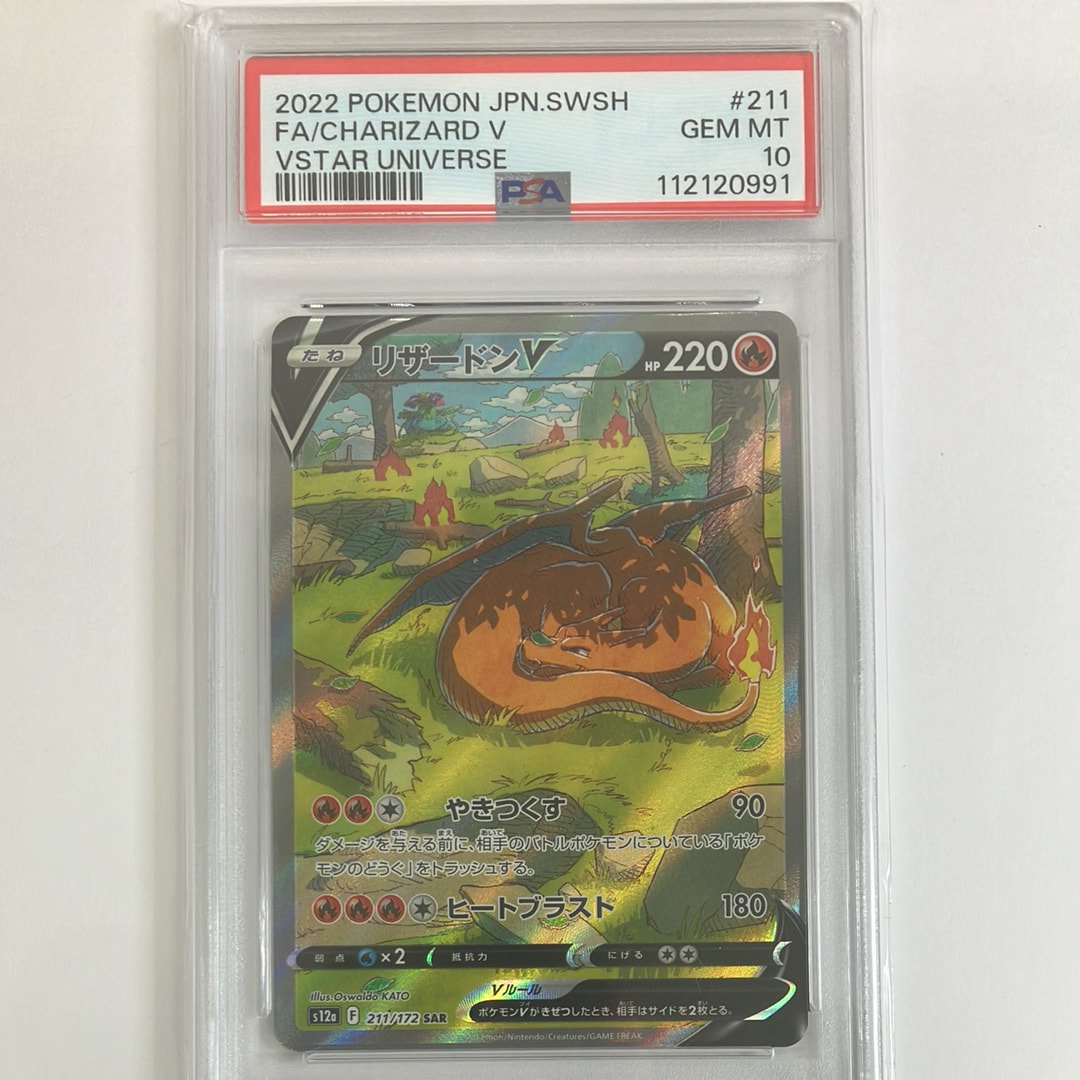 2022 POKEMON JPN.SWSH #211
FA/CHARIZARD V GEM MT
VSTAR UNIVERSE 10
PSA 112120991
たね リザードンV HP 220
やきつくす 90
ダメージを与える前に、相手のバトルポケモンについている「ポケ
モンのどうぐ」をトラッシュする。
ヒートブラスト 180
弱点 ×2 抵抗力 にげる
Illus. Oswaldo KATO Vルール
s12a F 211/172 SAR ポケモンVがきぜつしたとき、相手はサイドを2枚とる。
Pokémon/Nintendo/Creatures/GAME FREAK